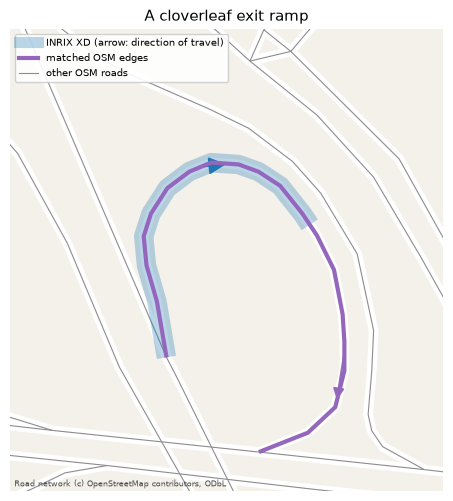 A cloverleaf exit ramp
INRIX XD (arrow: direction of travel)
matched OSM edges
other OSM roads
Road network (c) OpenStreetMap contributors, ODbL